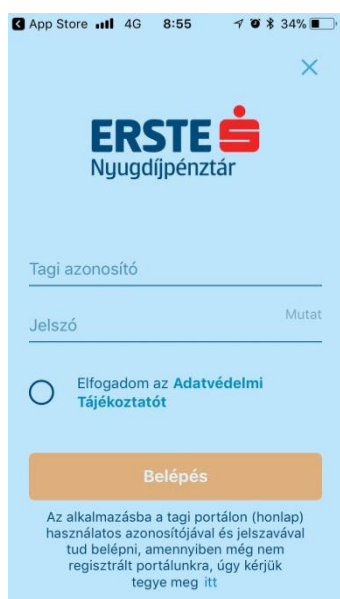 App Store 4G 8:55 34%
ERSTE
Nyugdíjpénztár
Tagi azonosító
Jelszó Mutat
Elfogadom az Adatvédelmi
Tájékoztatót
Belépés
Az alkalmazásba a tagi portálon (honlap)
használatos azonosítójával és jelszavával
tud belépni, amennyiben még nem
regisztrált portálunkra, úgy kérjük
tegye meg itt